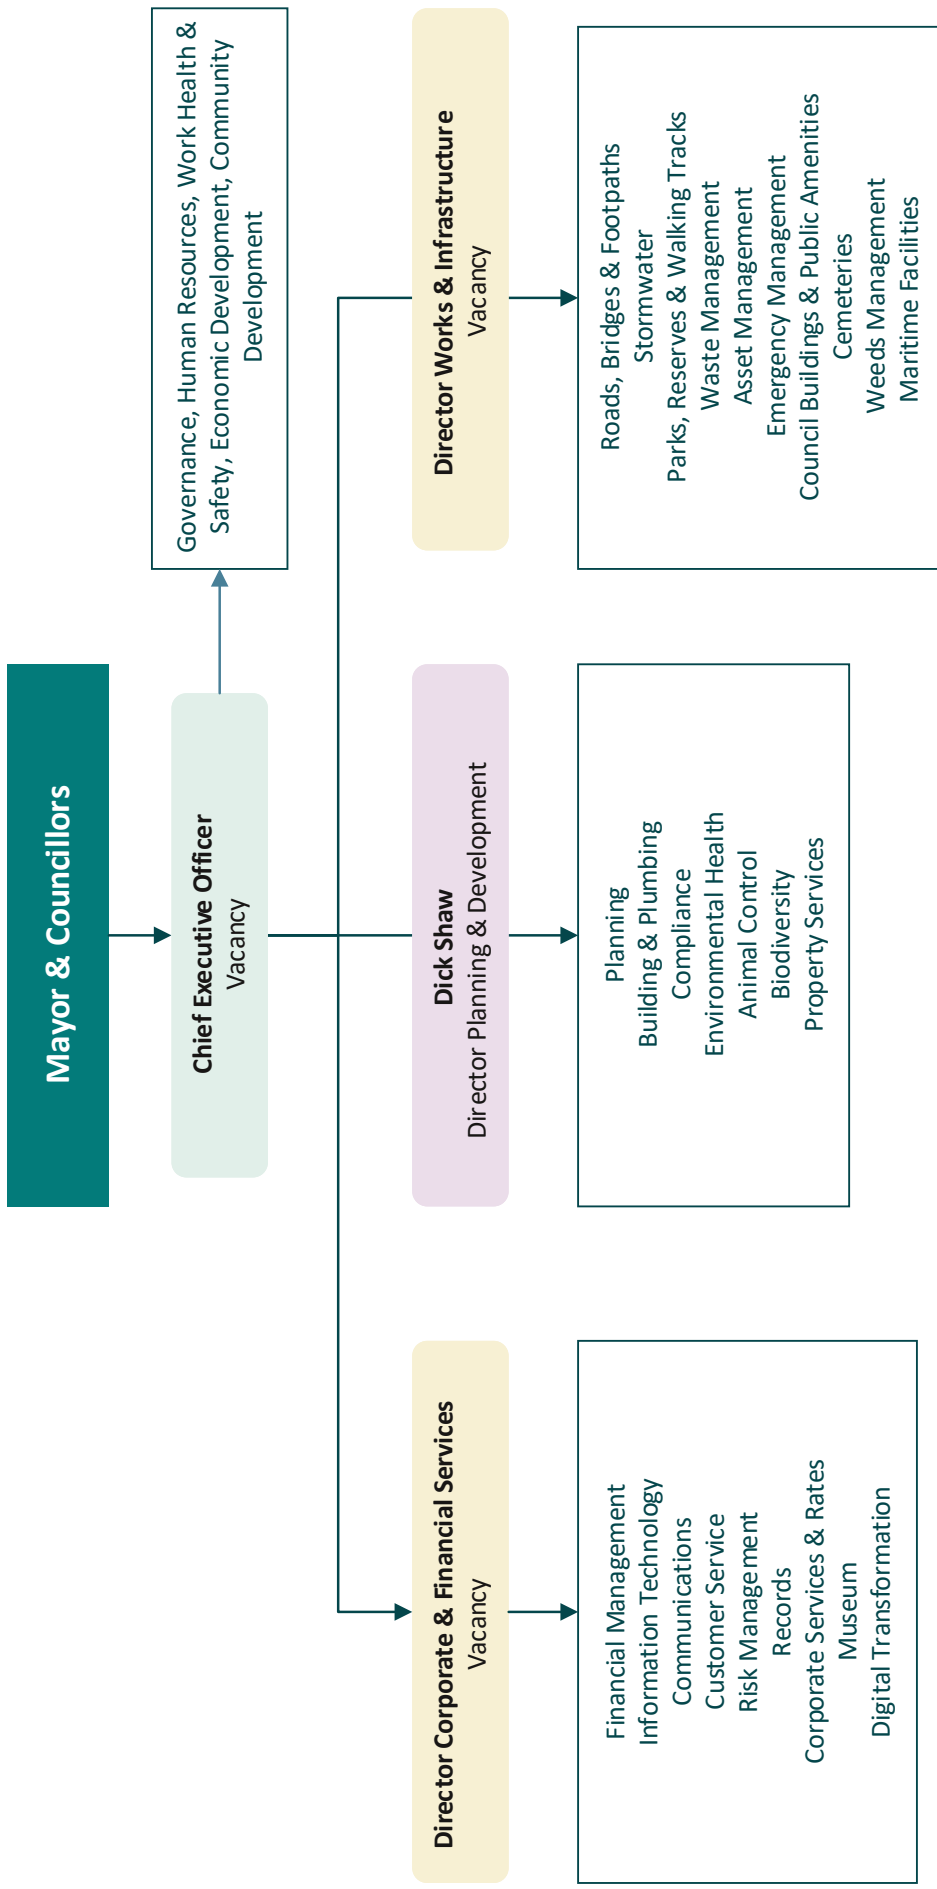 Mayor & Councillors
Chief Executive Officer
Vacancy
Governance, Human Resources, Work Health &
Safety, Economic Development, Community
Development
Director Corporate & Financial Services
Vacancy
Dick Shaw
Director Planning & Development
Director Works & Infrastructure
Vacancy
Financial Management
Information Technology
Communications
Customer Service
Risk Management
Records
Corporate Services & Rates
Museum
Digital Transformation
Planning
Building & Plumbing
Compliance
Environmental Health
Animal Control
Biodiversity
Property Services
Roads, Bridges & Footpaths
Stormwater
Parks, Reserves & Walking Tracks
Waste Management
Asset Management
Emergency Management
Council Buildings & Public Amenities
Cemeteries
Weeds Management
Maritime Facilities